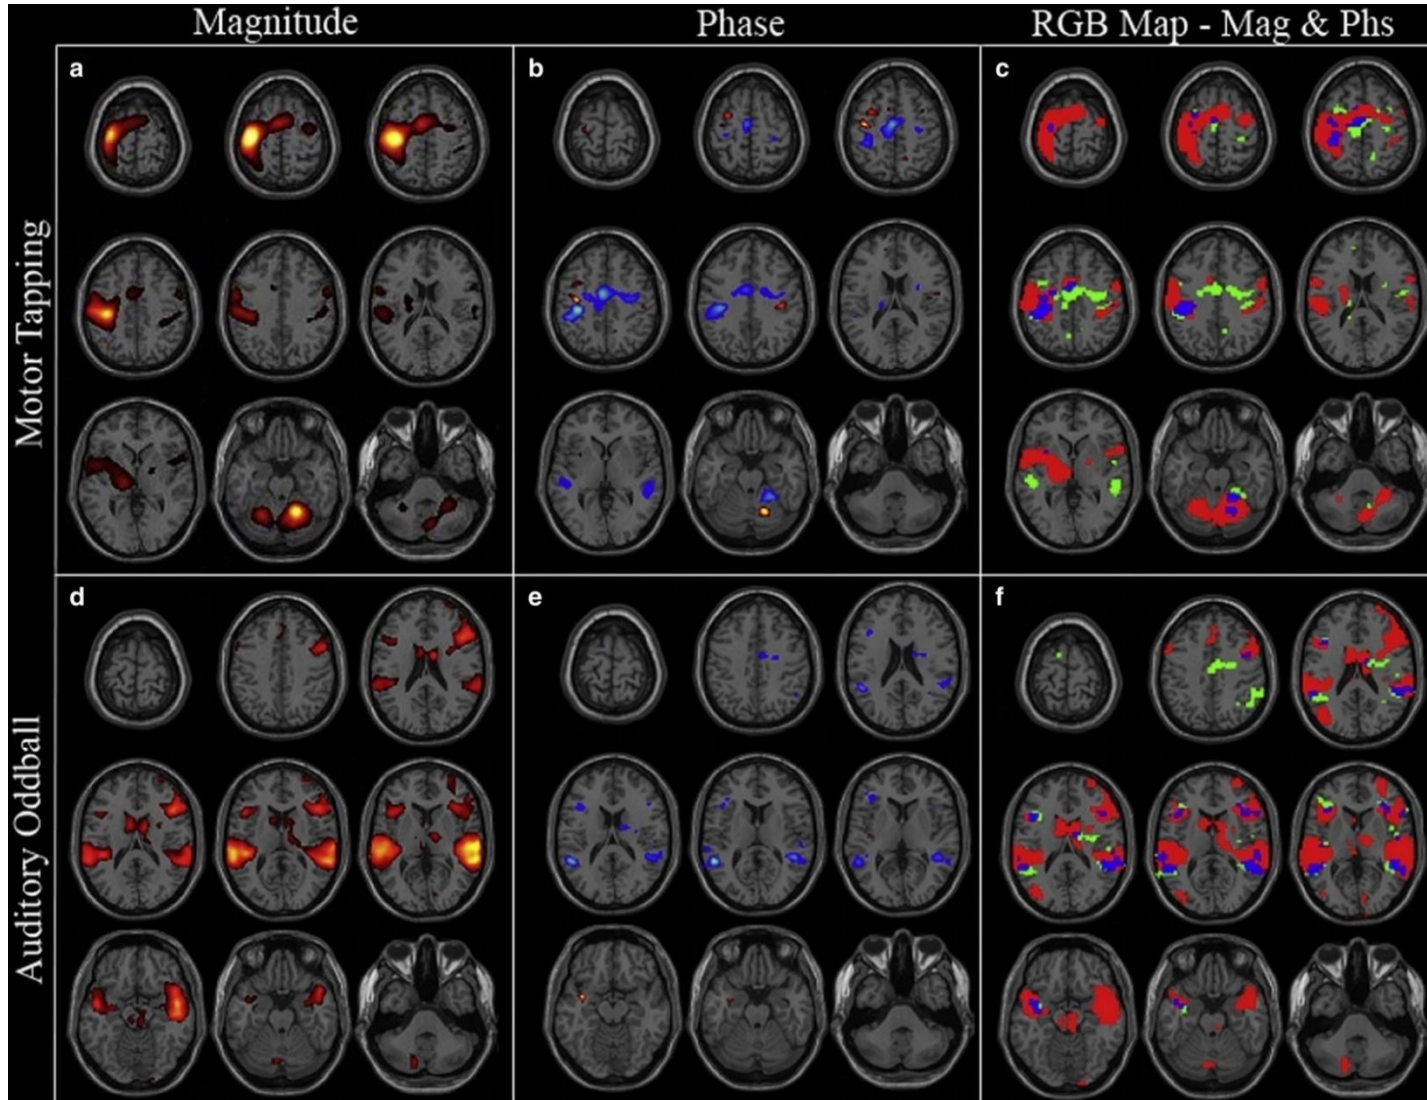 Magnitude
Phase
RGB Map - Mag & Phs
Motor Tapping
a
b
c
Auditory Oddball
d
e
f